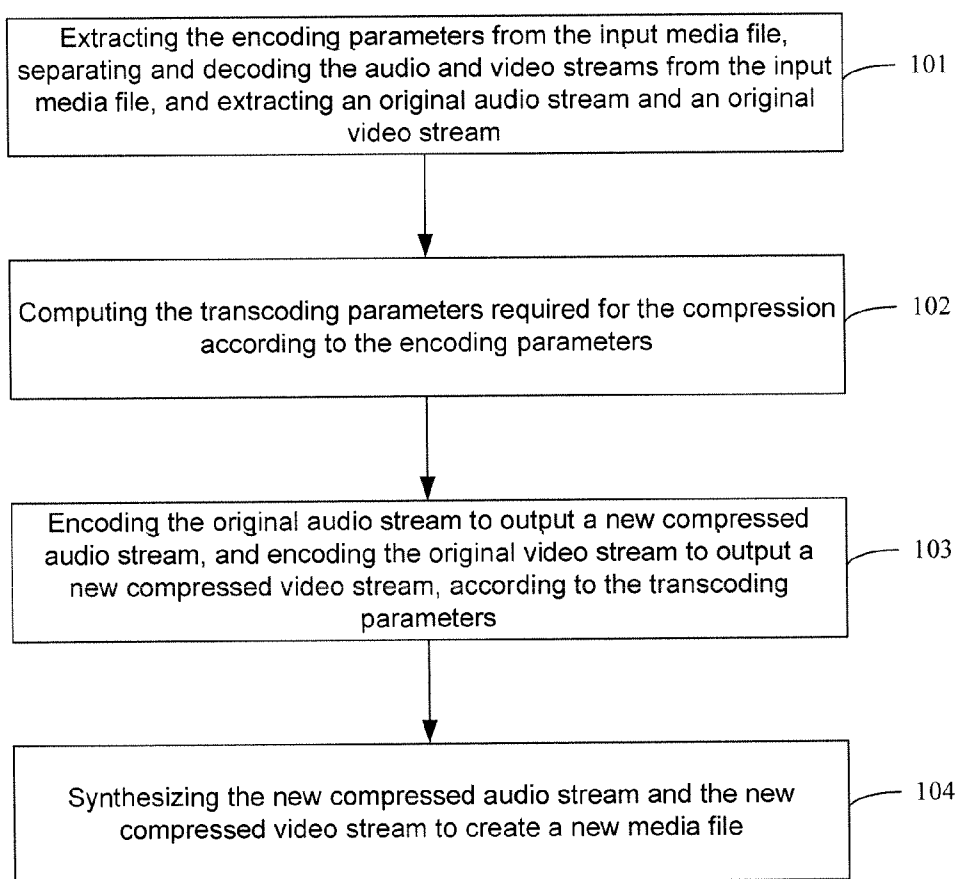 Extracting the encoding parameters from the input media file,
separating and decoding the audio and video streams from the input
media file, and extracting an original audio stream and an original
video stream
101
Computing the transcoding parameters required for the compression
according to the encoding parameters
102
Encoding the original audio stream to output a new compressed
audio stream, and encoding the original video stream to output a
new compressed video stream, according to the transcoding
parameters
103
Synthesizing the new compressed audio stream and the new
compressed video stream to create a new media file
104